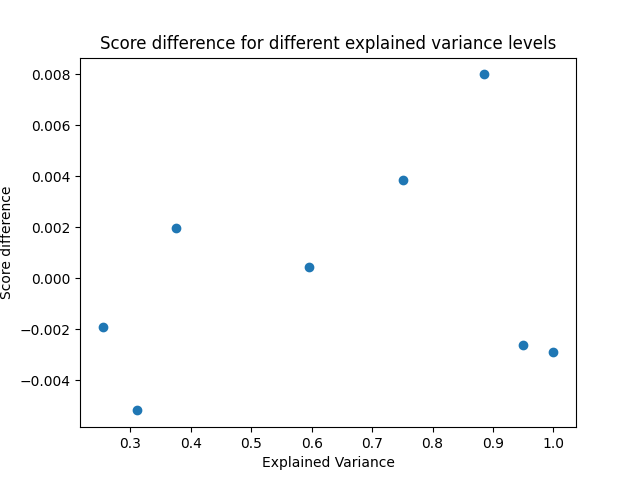 Score difference for different explained variance levels
Score difference
0.008
0.006
0.004
0.002
0.000
−0.002
−0.004
0.3 0.4 0.5 0.6 0.7 0.8 0.9 1.0
Explained Variance